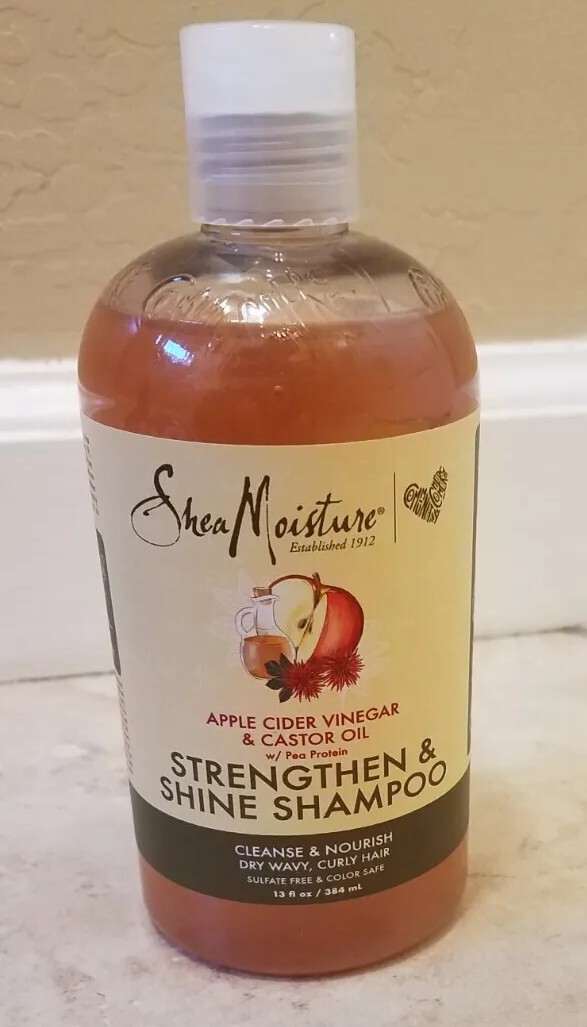 SheaMoisture®
Established 1912
APPLE CIDER VINEGAR
& CASTOR OIL
w/ Pea Protein
STRENGTHEN &
SHINE SHAMPOO
CLEANSE & NOURISH
DRY WAVY, CURLY HAIR
SULFATE FREE & COLOR SAFE
13 fl oz / 384 mL